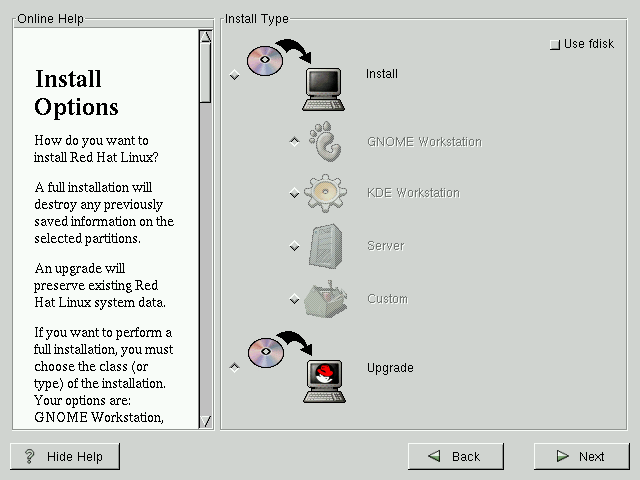 Online Help
Install
Options
How do you want to
install Red Hat Linux?
A full installation will
destroy any previously
saved information on the
selected partitions.
An upgrade will
preserve existing Red
Hat Linux system data.
If you want to perform a
full installation, you must
choose the class (or
type) of the installation.
Your options are:
GNOME Workstation,
Install Type
Use fdisk
Install
GNOME Workstation
KDE Workstation
Server
Custom
Upgrade
? Hide Help
Back
Next